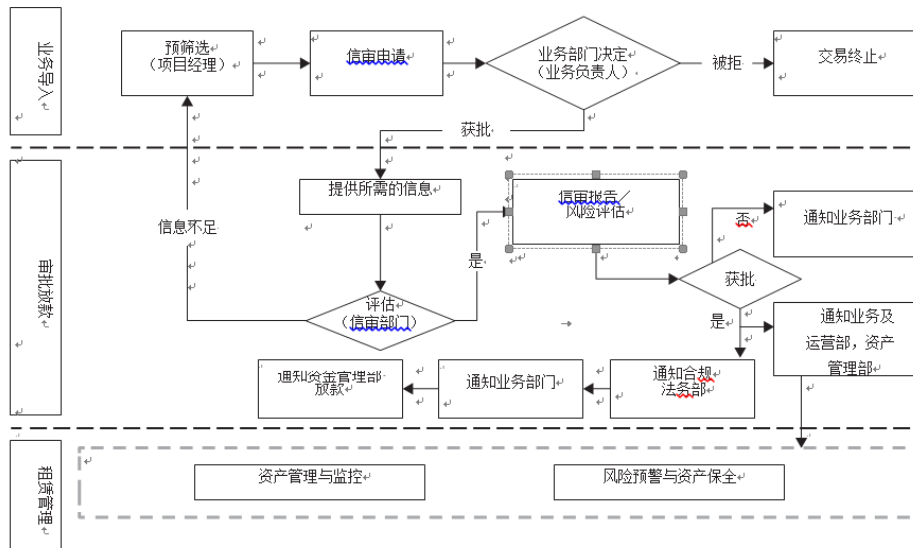 业务导入
预筛选
（项目经理）
信审申请
业务部门决定
（业务负责人）
被拒
交易终止
获批
审批放款
提供所需的信息
信审报告／
风险评估
否
通知业务部门
信息不足
是
获批
评估
（信审部门）
是
通知业务及
运营部，资产
管理部
通知资金管理部
放款
通知业务部门
通知合规
法务部
租赁管理
资产管理与监控
风险预警与资产保全